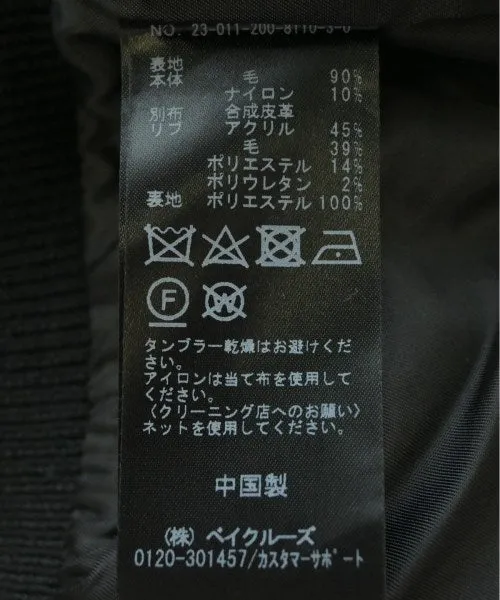 NO. 23-011-200-8110-3-0
表地
本体 毛 90%
ナイロン 10%
別布 合成皮革
リブ アクリル 45%
毛 39%
ポリエステル 14%
ポリウレタン 2%
裏地 ポリエステル 100%
F W
タンブラー乾燥はお避けくだ
さい。
アイロンは当て布を使用して
ください。
〈クリーニング店へのお願い〉
ネットを使用してください。
中国製
(株) ベイクルーズ
0120-301457/カスタマーサポート